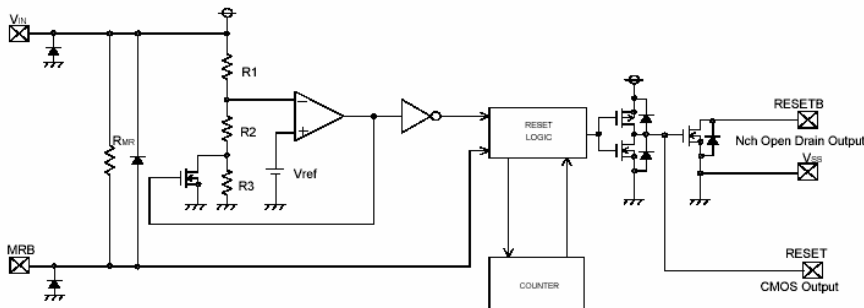 VIN
R1
RESETB
R2
RESET
LOGIC
Nch Open Drain Output
RMR
R3
Vref
VSS
MRB
RESET
COUNTER
CMOS Output